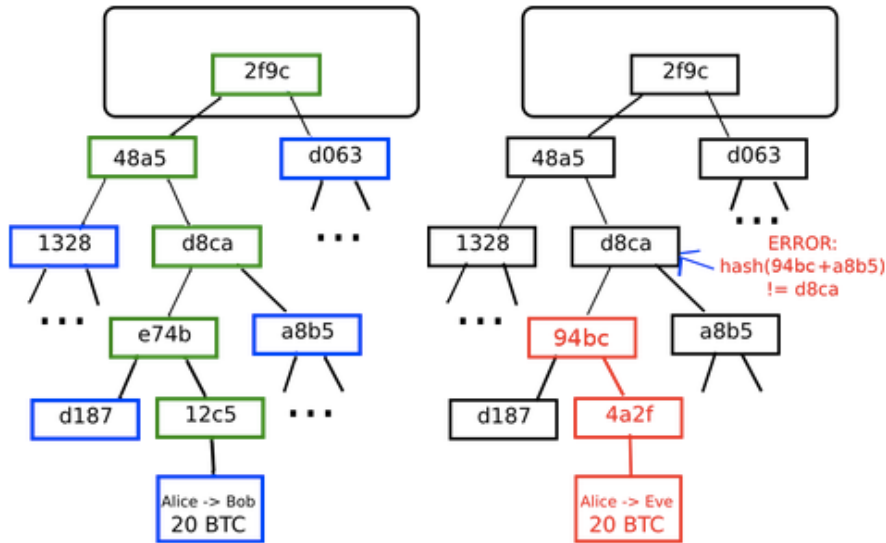 2f9c
48a5
d063
1328
d8ca
...
...
e74b
a8b5
d187
12c5
...
Alice -> Bob
20 BTC
2f9c
48a5
d063
1328
d8ca
...
ERROR:
hash(94bc+a8b5)
!= d8ca
...
94bc
a8b5
d187
4a2f
Alice -> Eve
20 BTC